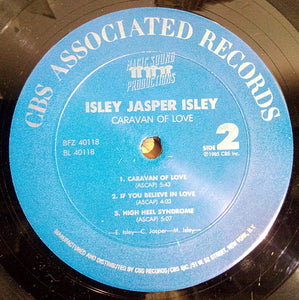 CBS ASSOCIATED RECORDS
MAGIC SOUND
PRODUCTIONS
ISLEY JASPER ISLEY
CARAVAN OF LOVE
BFZ 40118
BL 40118
SIDE 2
℗1985 CBS Inc.
1. CARAVAN OF LOVE
(ASCAP) 5:43
2. IF YOU BELIEVE IN LOVE
(ASCAP) 4:03
3. HIGH HEEL SYNDROME
(ASCAP) 5:07
E. Isley—C. Jasper—M. Isley
MANUFACTURED AND DISTRIBUTED BY CBS RECORDS/CBS INC./51 W. 52 STREET, NEW YORK, N.Y.